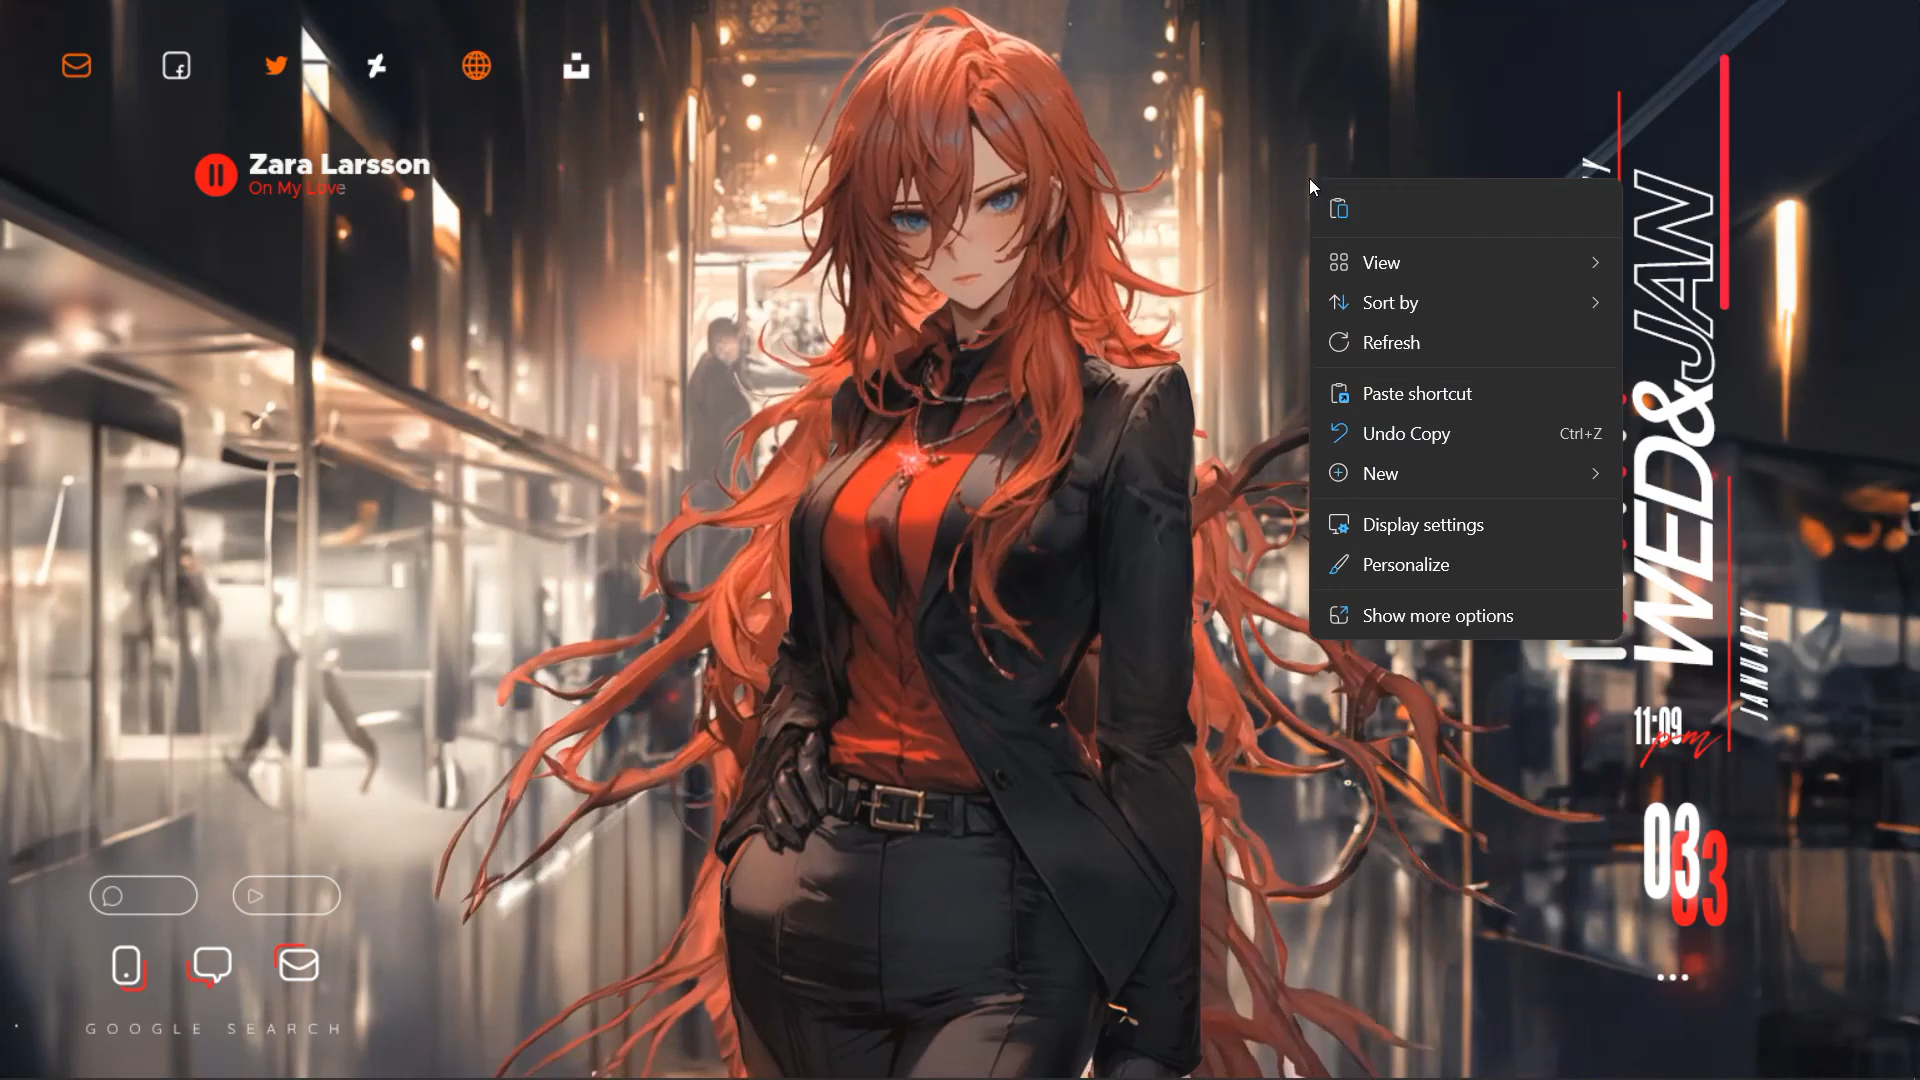 Zara Larsson
On My Love
View
Sort by
Refresh
Paste shortcut
Undo Copy Ctrl+Z
New
Display settings
Personalize
Show more options
WED&JAN
JANUARY
11:09
pm
03
03
GOOGLE SEARCH